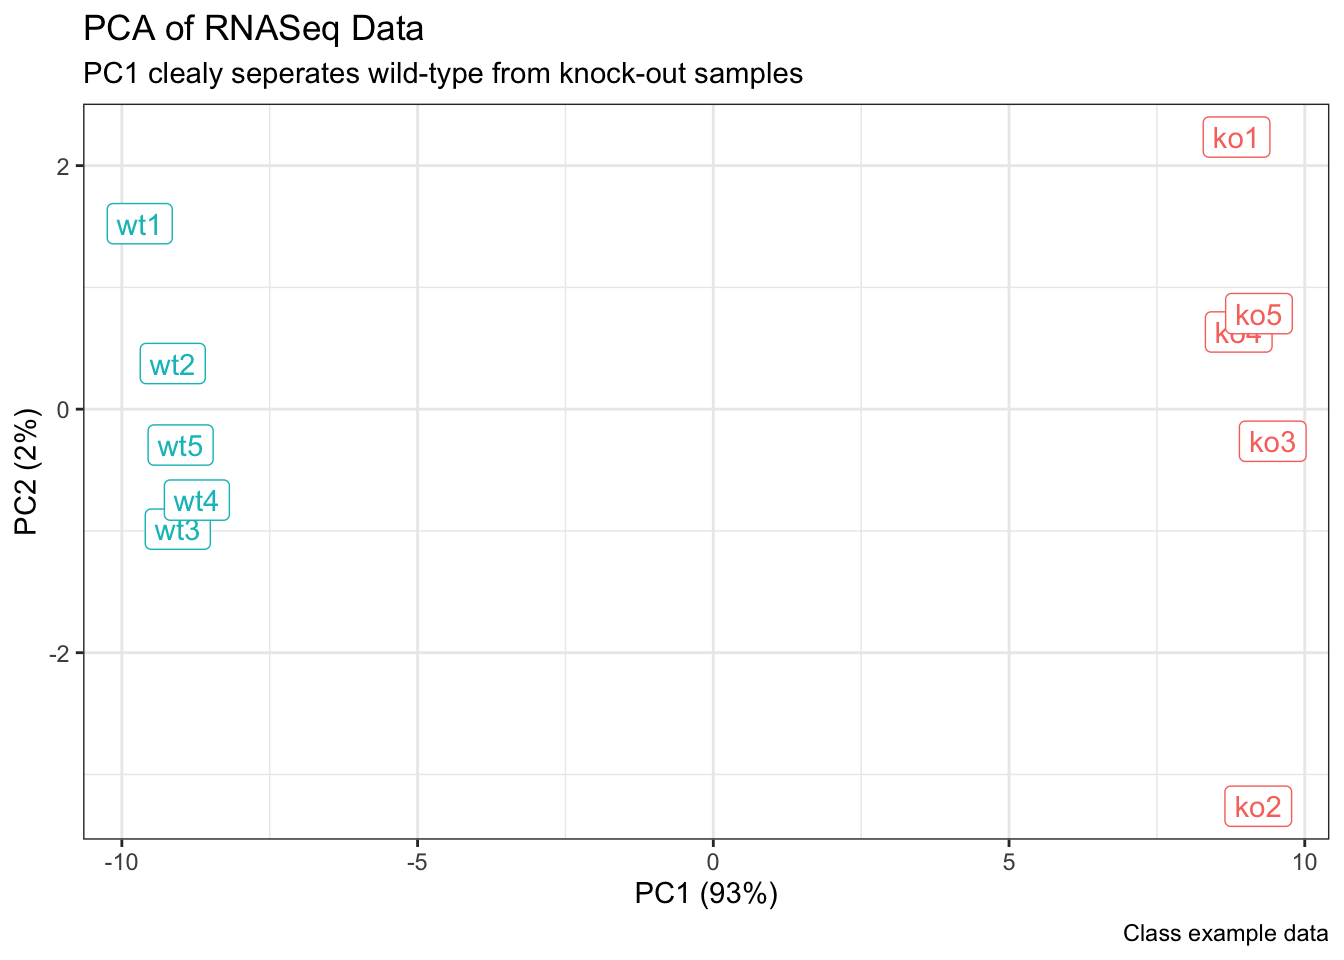 PCA of RNASeq Data
PC1 clealy seperates wild-type from knock-out samples
ko1
2
wt1
ko5
ko4
wt2
0
ko3
wt5
wt4
wt3
PC2 (2%)
-2
ko2
-10 -5 0 5 10
PC1 (93%)
Class example data